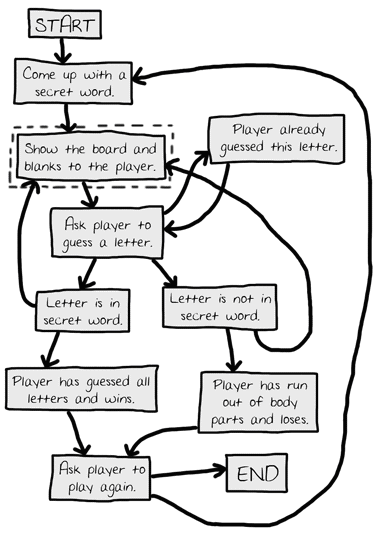 START
Come up with a
secret word.
Show the board and
blanks to the player.
Player already
guessed this letter.
Ask player to
guess a letter.
Letter is in
secret word.
Letter is not in
secret word.
Player has guessed all
letters and wins.
Player has run
out of body
parts and loses.
Ask player to
play again.
END